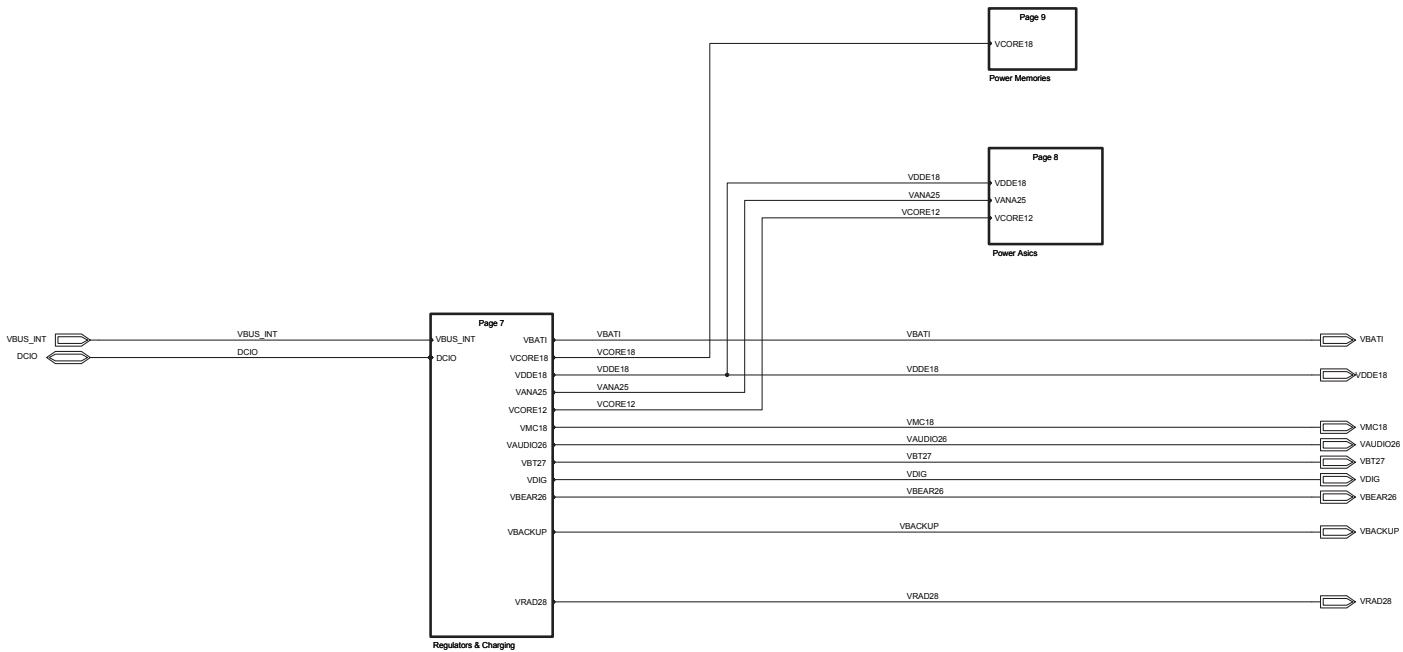 Page 9
VCORE18
Power Memories
Page 8
VDDE18 VDDE18
VANA25 VANA25
VCORE12 VCORE12
Power Asics
Page 7
VBUS_INT VBUS_INT VBUS_INT VBATI VBATI VBATI VBATI
DCIO DCIO DCIO VCORE18 VCORE18
VDDE18 VDDE18 VDDE18 VDDE18
VANA25 VANA25
VCORE12 VCORE12
VMC18 VMC18 VMC18
VAUDIO26 VAUDIO26 VAUDIO26
VBT27 VBT27 VBT27
VDIG VDIG VDIG
VBEAR26 VBEAR26 VBEAR26
VBACKUP VBACKUP VBACKUP
VRAD28 VRAD28 VRAD28
Regulators & Charging